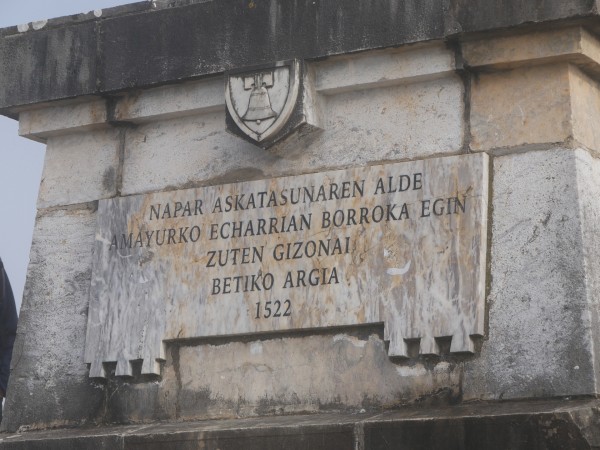 NAPAR ASKATASUNAREN ALDE
AMAYURKO ECHARRIAN BORROKA EGIN
ZUTEN GIZONAI
BETIKO ARGIA
1522